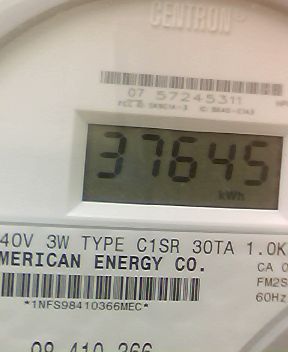 CENTRON®
07 57245311
37645
kWh
40V 3W TYPE C1SR 30TA 1.0K
MERICAN ENERGY CO.
CA 0
FM2S
60Hz
*1NFS98410366MEC*
98 410 366